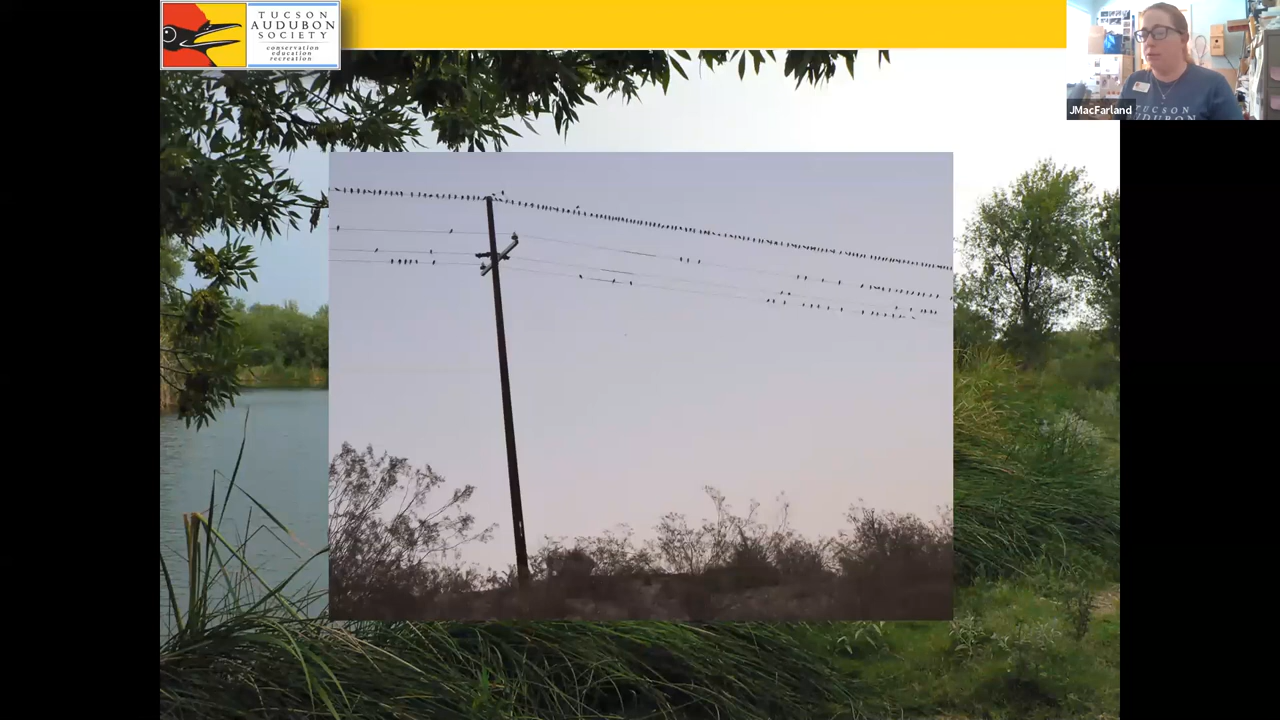 TUCSON
AUDUBON
SOCIETY
conservation
education
recreation
JMacFarland
TUCSON
AUDUBON